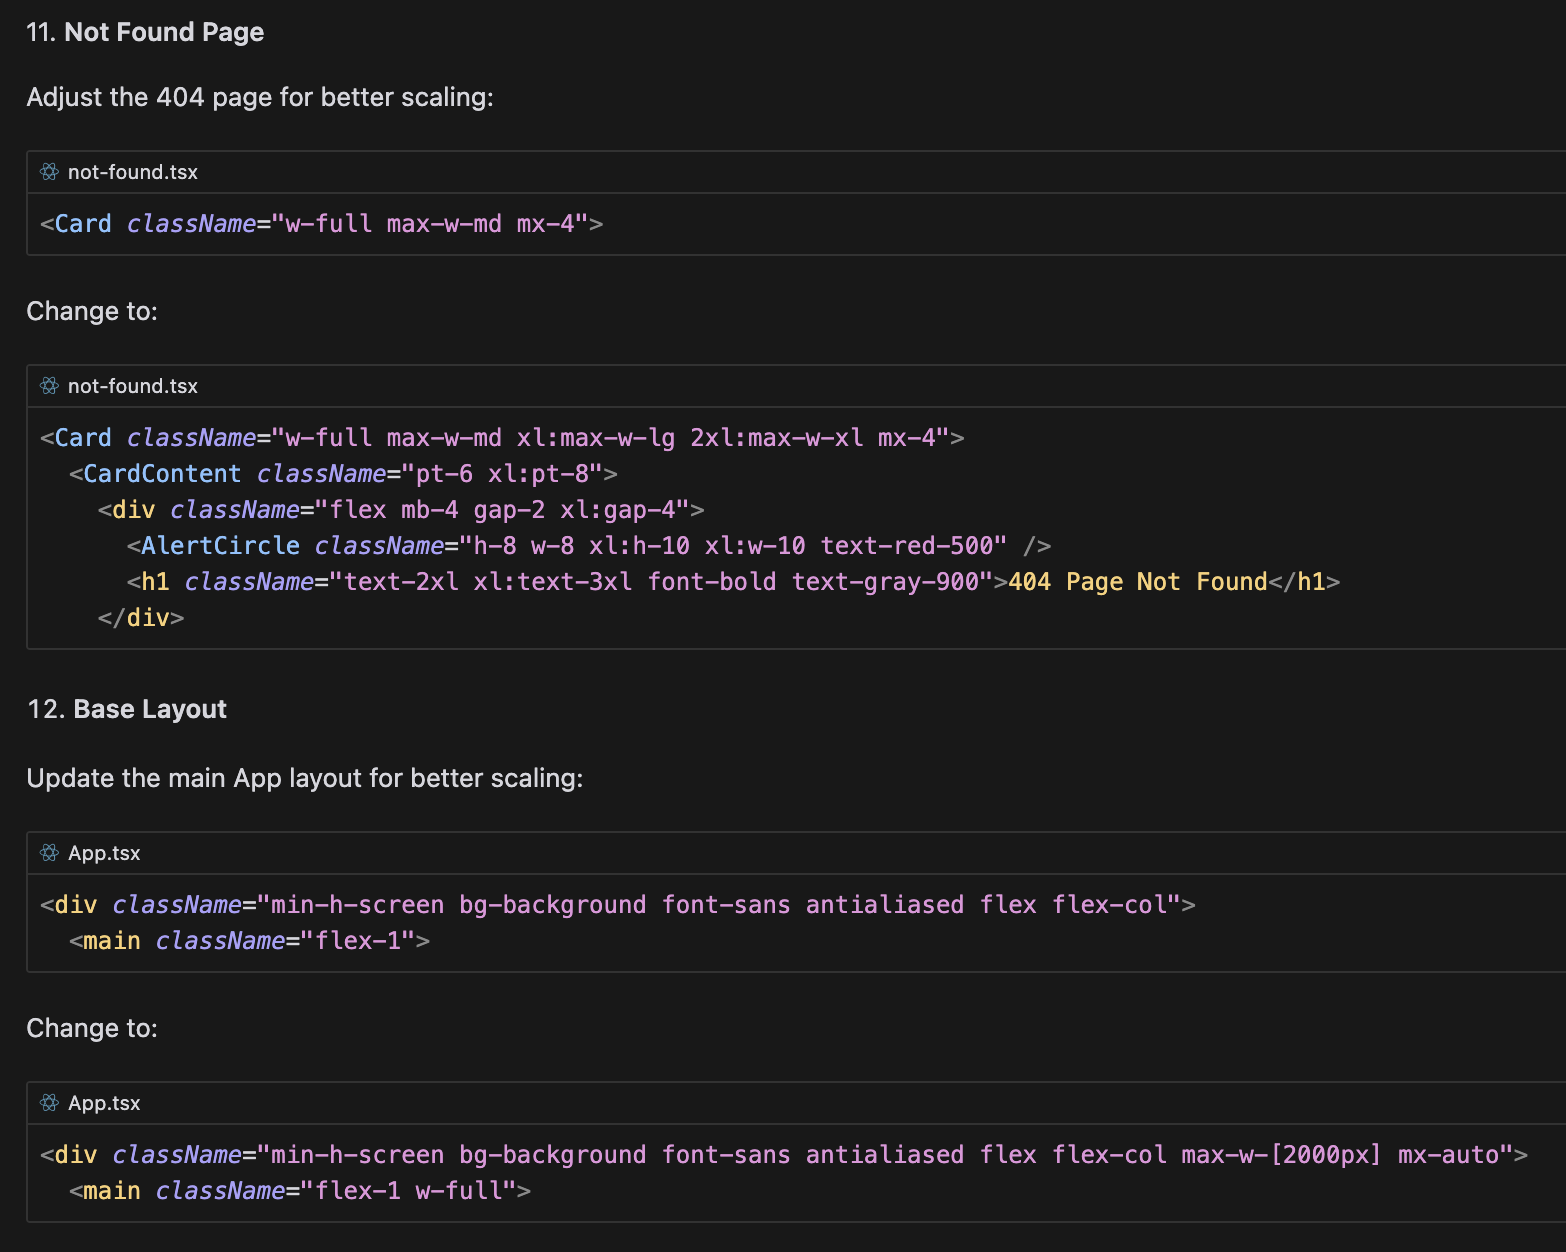 11. Not Found Page
Adjust the 404 page for better scaling:
not-found.tsx
<Card className="w-full max-w-md mx-4">
Change to:
not-found.tsx
<Card className="w-full max-w-md xl:max-w-lg 2xl:max-w-xl mx-4">
<CardContent className="pt-6 xl:pt-8">
<div className="flex mb-4 gap-2 xl:gap-4">
<AlertCircle className="h-8 w-8 xl:h-10 xl:w-10 text-red-500" />
<h1 className="text-2xl xl:text-3xl font-bold text-gray-900">404 Page Not Found</h1>
</div>
12. Base Layout
Update the main App layout for better scaling:
App.tsx
<div className="min-h-screen bg-background font-sans antialiased flex flex-col">
<main className="flex-1">
Change to:
App.tsx
<div className="min-h-screen bg-background font-sans antialiased flex flex-col max-w-[2000px] mx-auto">
<main className="flex-1 w-full">